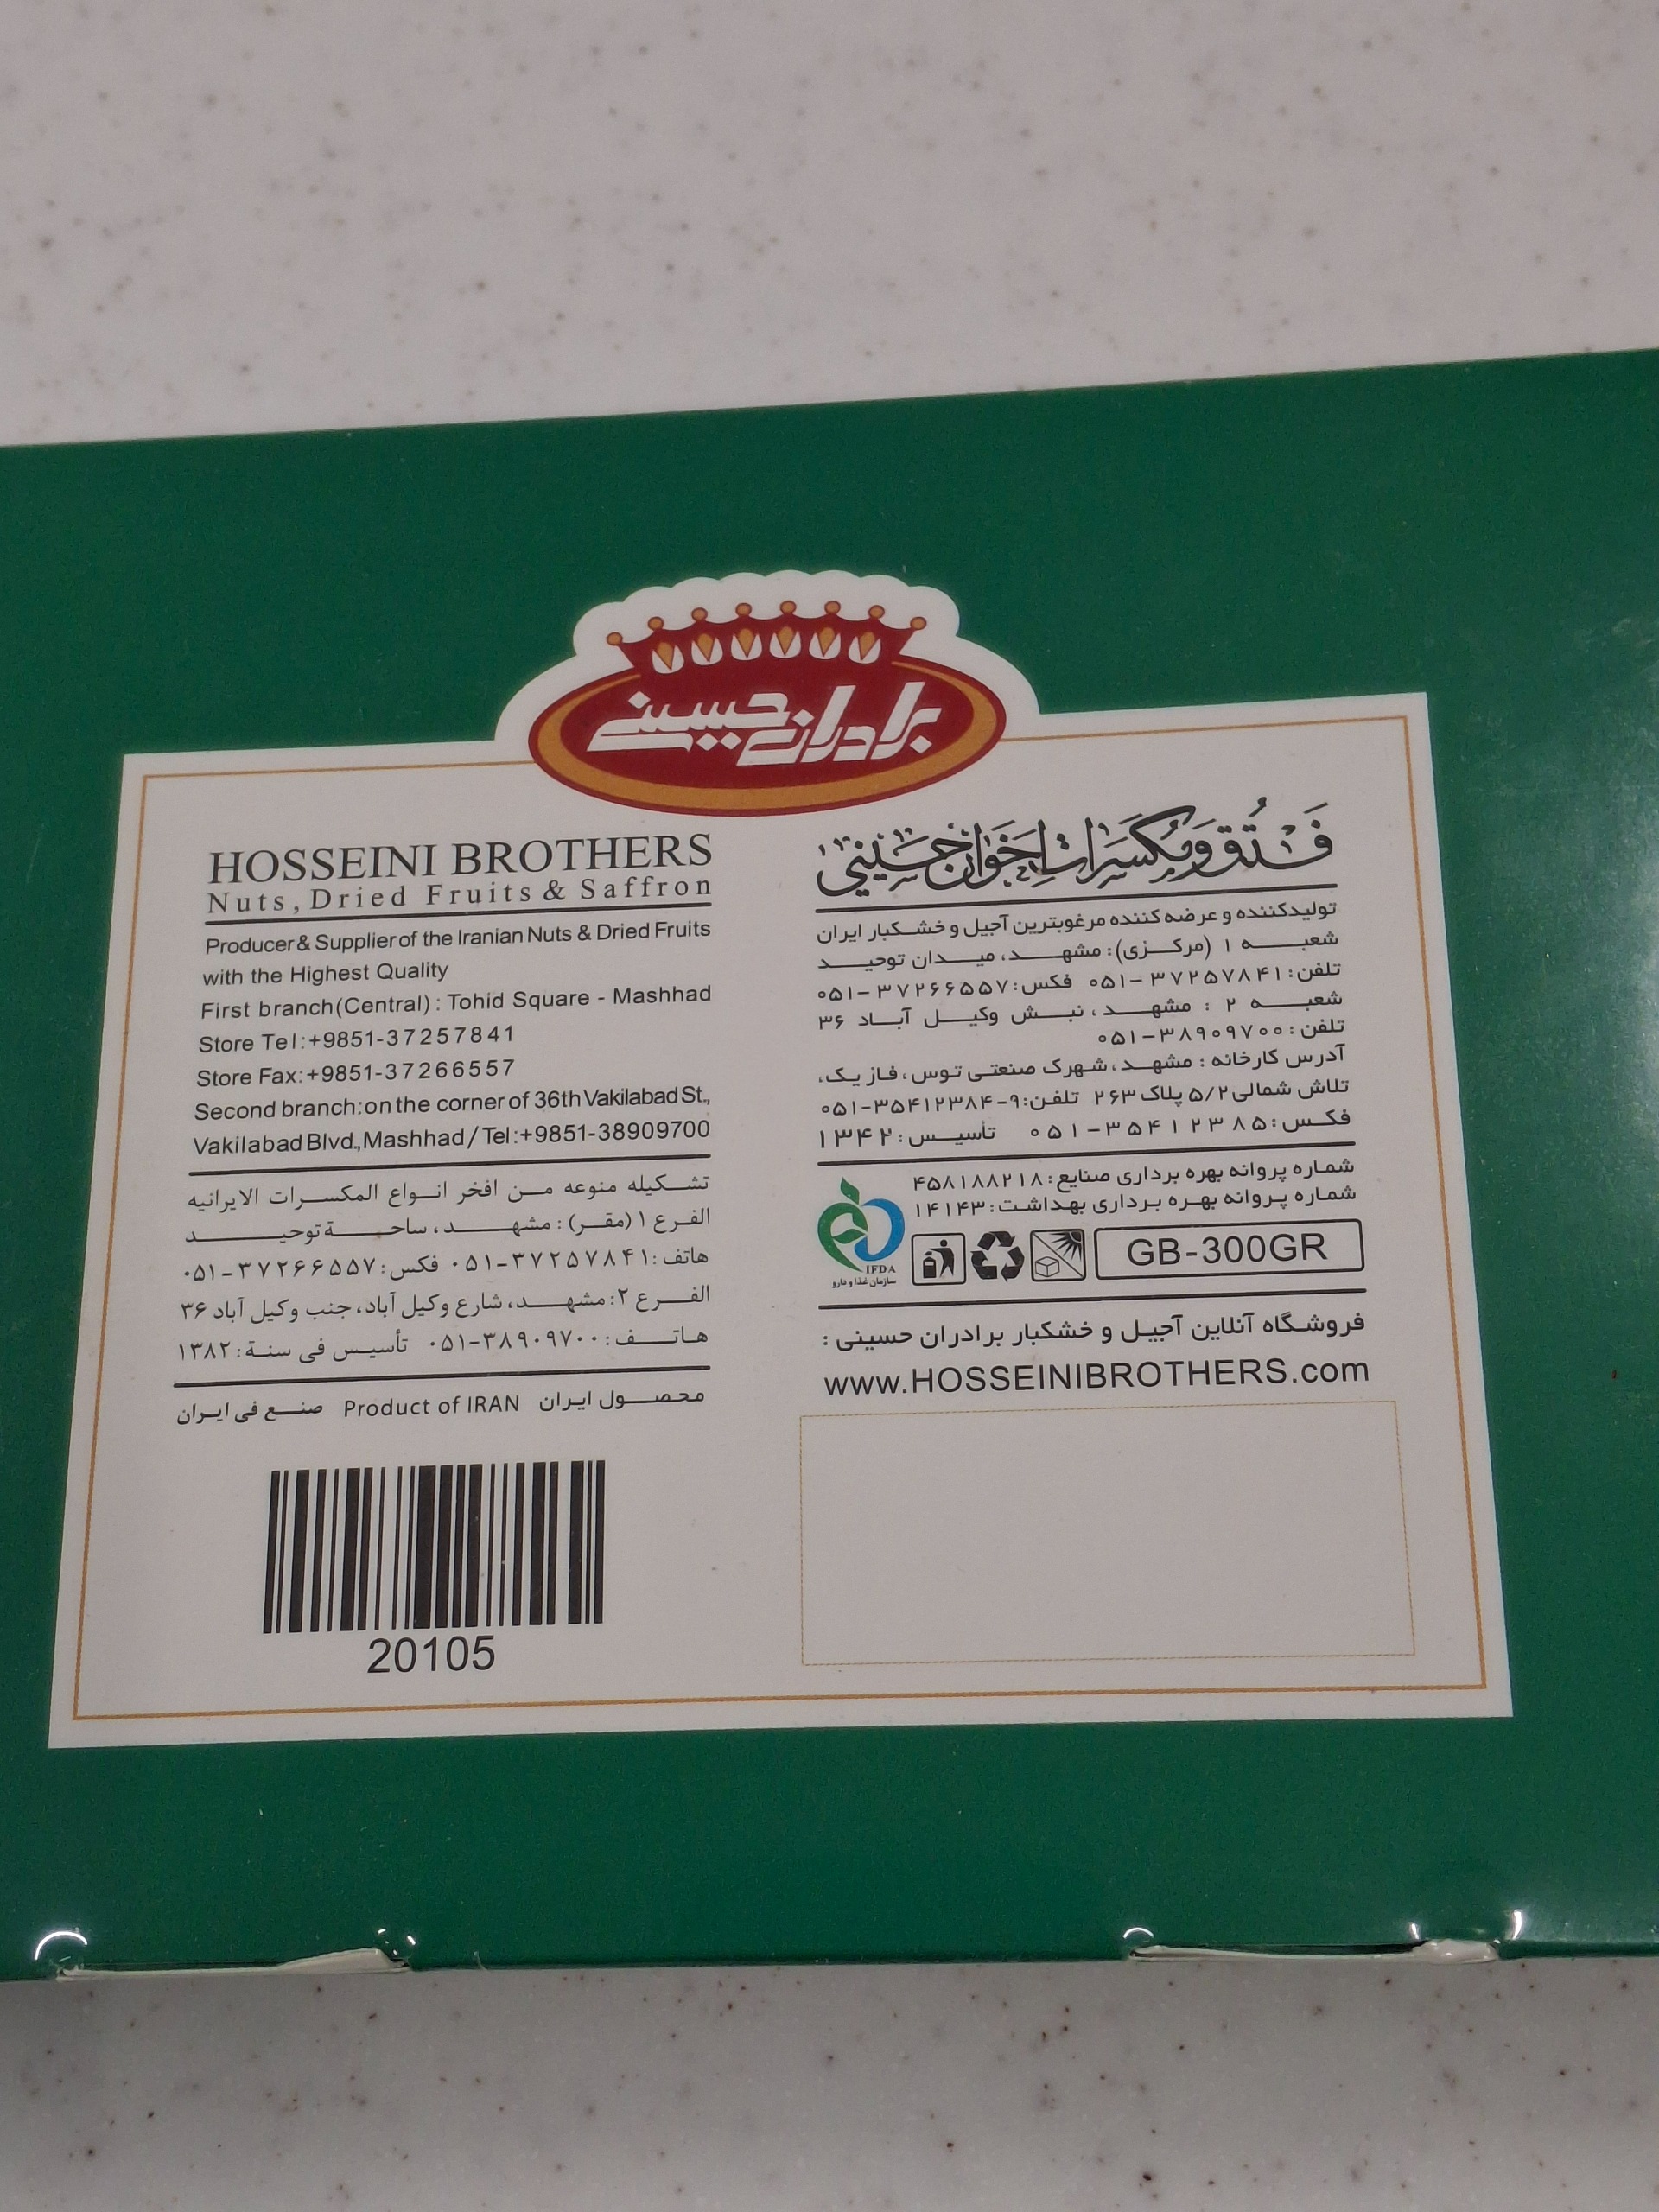 برادران حسینی
HOSSEINI BROTHERS
Nuts, Dried Fruits & Saffron
Producer & Supplier of the Iranian Nuts & Dried Fruits
with the Highest Quality
First branch(Central) : Tohid Square - Mashhad
Store Tel:+9851-37257841
Store Fax:+9851-37266557
Second branch:on the corner of 36th Vakilabad St.,
Vakilabad Blvd.,Mashhad / Tel:+9851-38909700
تشکیله منوعه من افخر انواع المکسرات الایرانیه
الفرع ۱ (مقر) : مشهد، ساحة توحید
هاتف : ۳۷۲۵۷۸۴۱-۰۵۱ فکس: ۳۷۲۶۶۵۵۷-۰۵۱
الفرع ۲: مشهد، شارع وکیل آباد، جنب وکیل آباد ۳۶
هاتف : ۳۸۹۰۹۷۰۰-۰۵۱ تأسیس فی سنة : ۱۳۸۲
محصول ایران Product of IRAN صنع فی ایران
20105
فستق و مکسرات اخوان حسیني
تولیدکننده و عرضه کننده مرغوبترین آجیل و خشکبار ایران
شعبه ۱ (مرکزی): مشهد، میدان توحید
تلفن: ۳۷۲۵۷۸۴۱-۰۵۱ فکس: ۳۷۲۶۶۵۵۷-۰۵۱
شعبه ۲ : مشهد، نبش وکیل آباد ۳۶
تلفن: ۳۸۹۰۹۷۰۰-۰۵۱
آدرس کارخانه : مشهد، شهرک صنعتی توس، فاز یک،
تلاش شمالی ۵/۲ پلاک ۲۶۳ تلفن: ۹-۳۵۴۱۲۳۸۴-۰۵۱
فکس: ۳۵۴۱۲۳۸۵-۰۵۱ تأسیس: ۱۳۴۲
شماره پروانه بهره برداری صنایع: ۴۵۸۱۸۸۲۱۸
شماره پروانه بهره برداری بهداشت: ۱۴۱۴۳
IFDA
سازمان غذا و دارو
GB-300GR
فروشگاه آنلاین آجیل و خشکبار برادران حسینی :
www.HOSSEINIBROTHERS.com